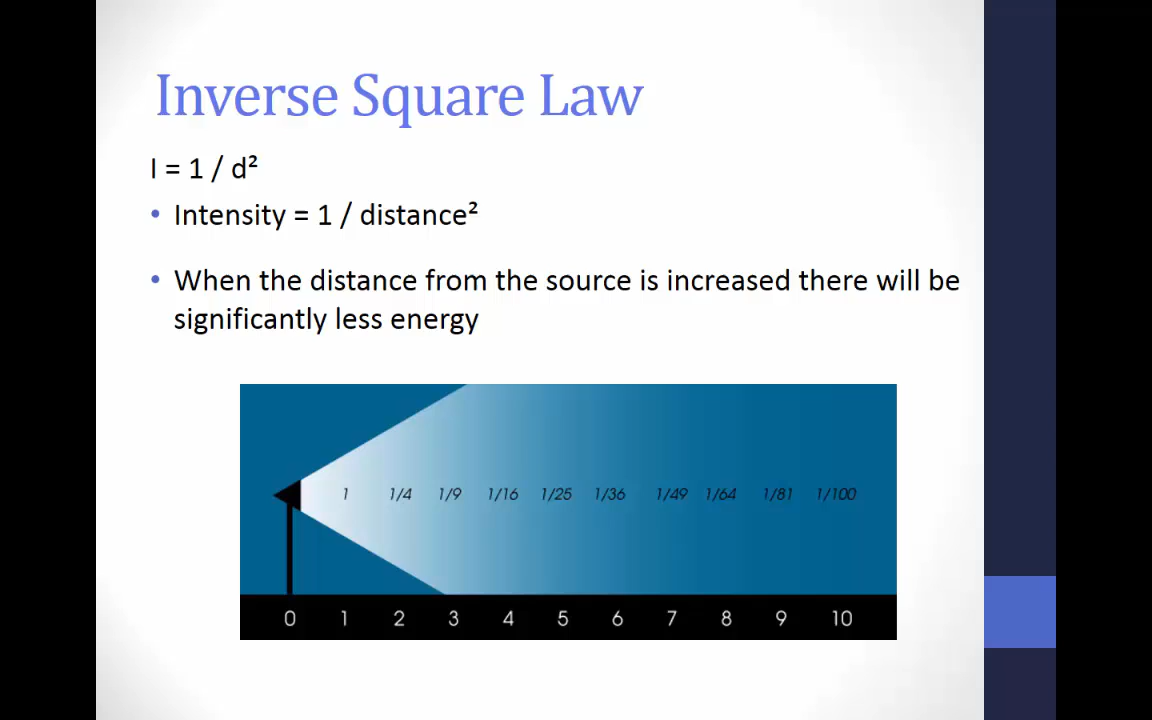 Inverse Square Law
I = 1 / d²
• Intensity = 1 / distance²
• When the distance from the source is increased there will be
significantly less energy
1 1/4 1/9 1/16 1/25 1/36 1/49 1/64 1/81 1/100
0 1 2 3 4 5 6 7 8 9 10